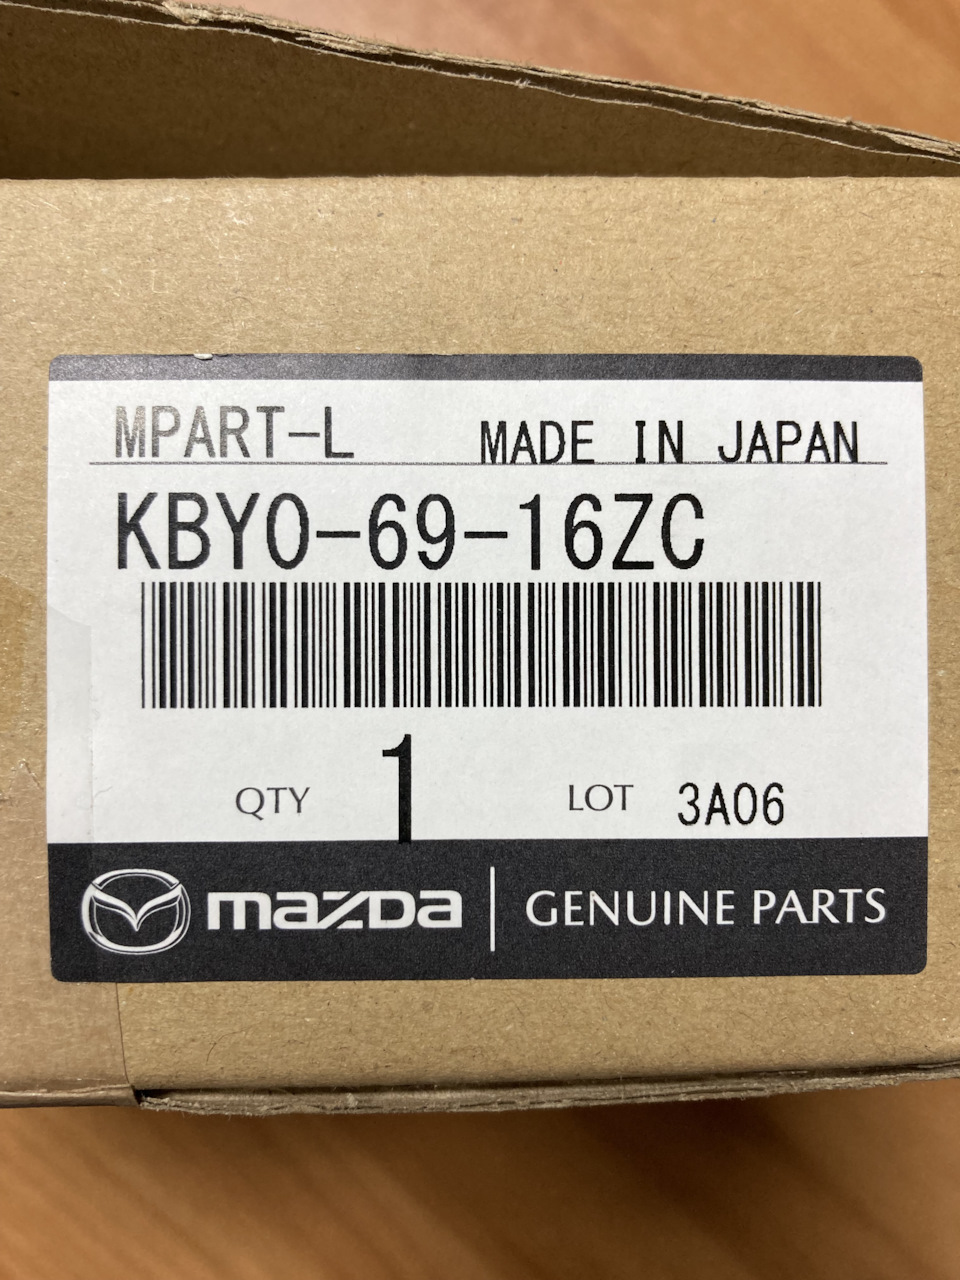 MPART-L MADE IN JAPAN
KBY0-69-16ZC
QTY 1 LOT 3A06
mazda GENUINE PARTS